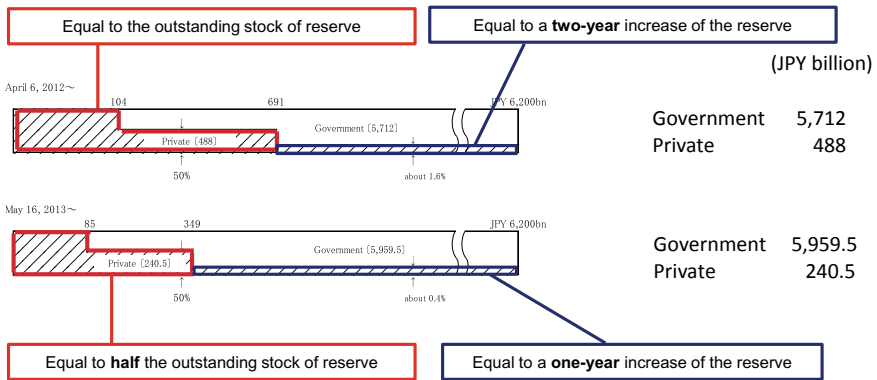 Equal to the outstanding stock of reserve
Equal to a two-year increase of the reserve
(JPY billion)
April 6, 2012～
104 691 JPY 6,200bn
Government [5,712]
Private [488]
50% about 1.6%
Government 5,712
Private 488
May 16, 2013～
85 349 JPY 6,200bn
Government [5,959.5]
Private [240.5]
50% about 0.4%
Government 5,959.5
Private 240.5
Equal to half the outstanding stock of reserve
Equal to a one-year increase of the reserve